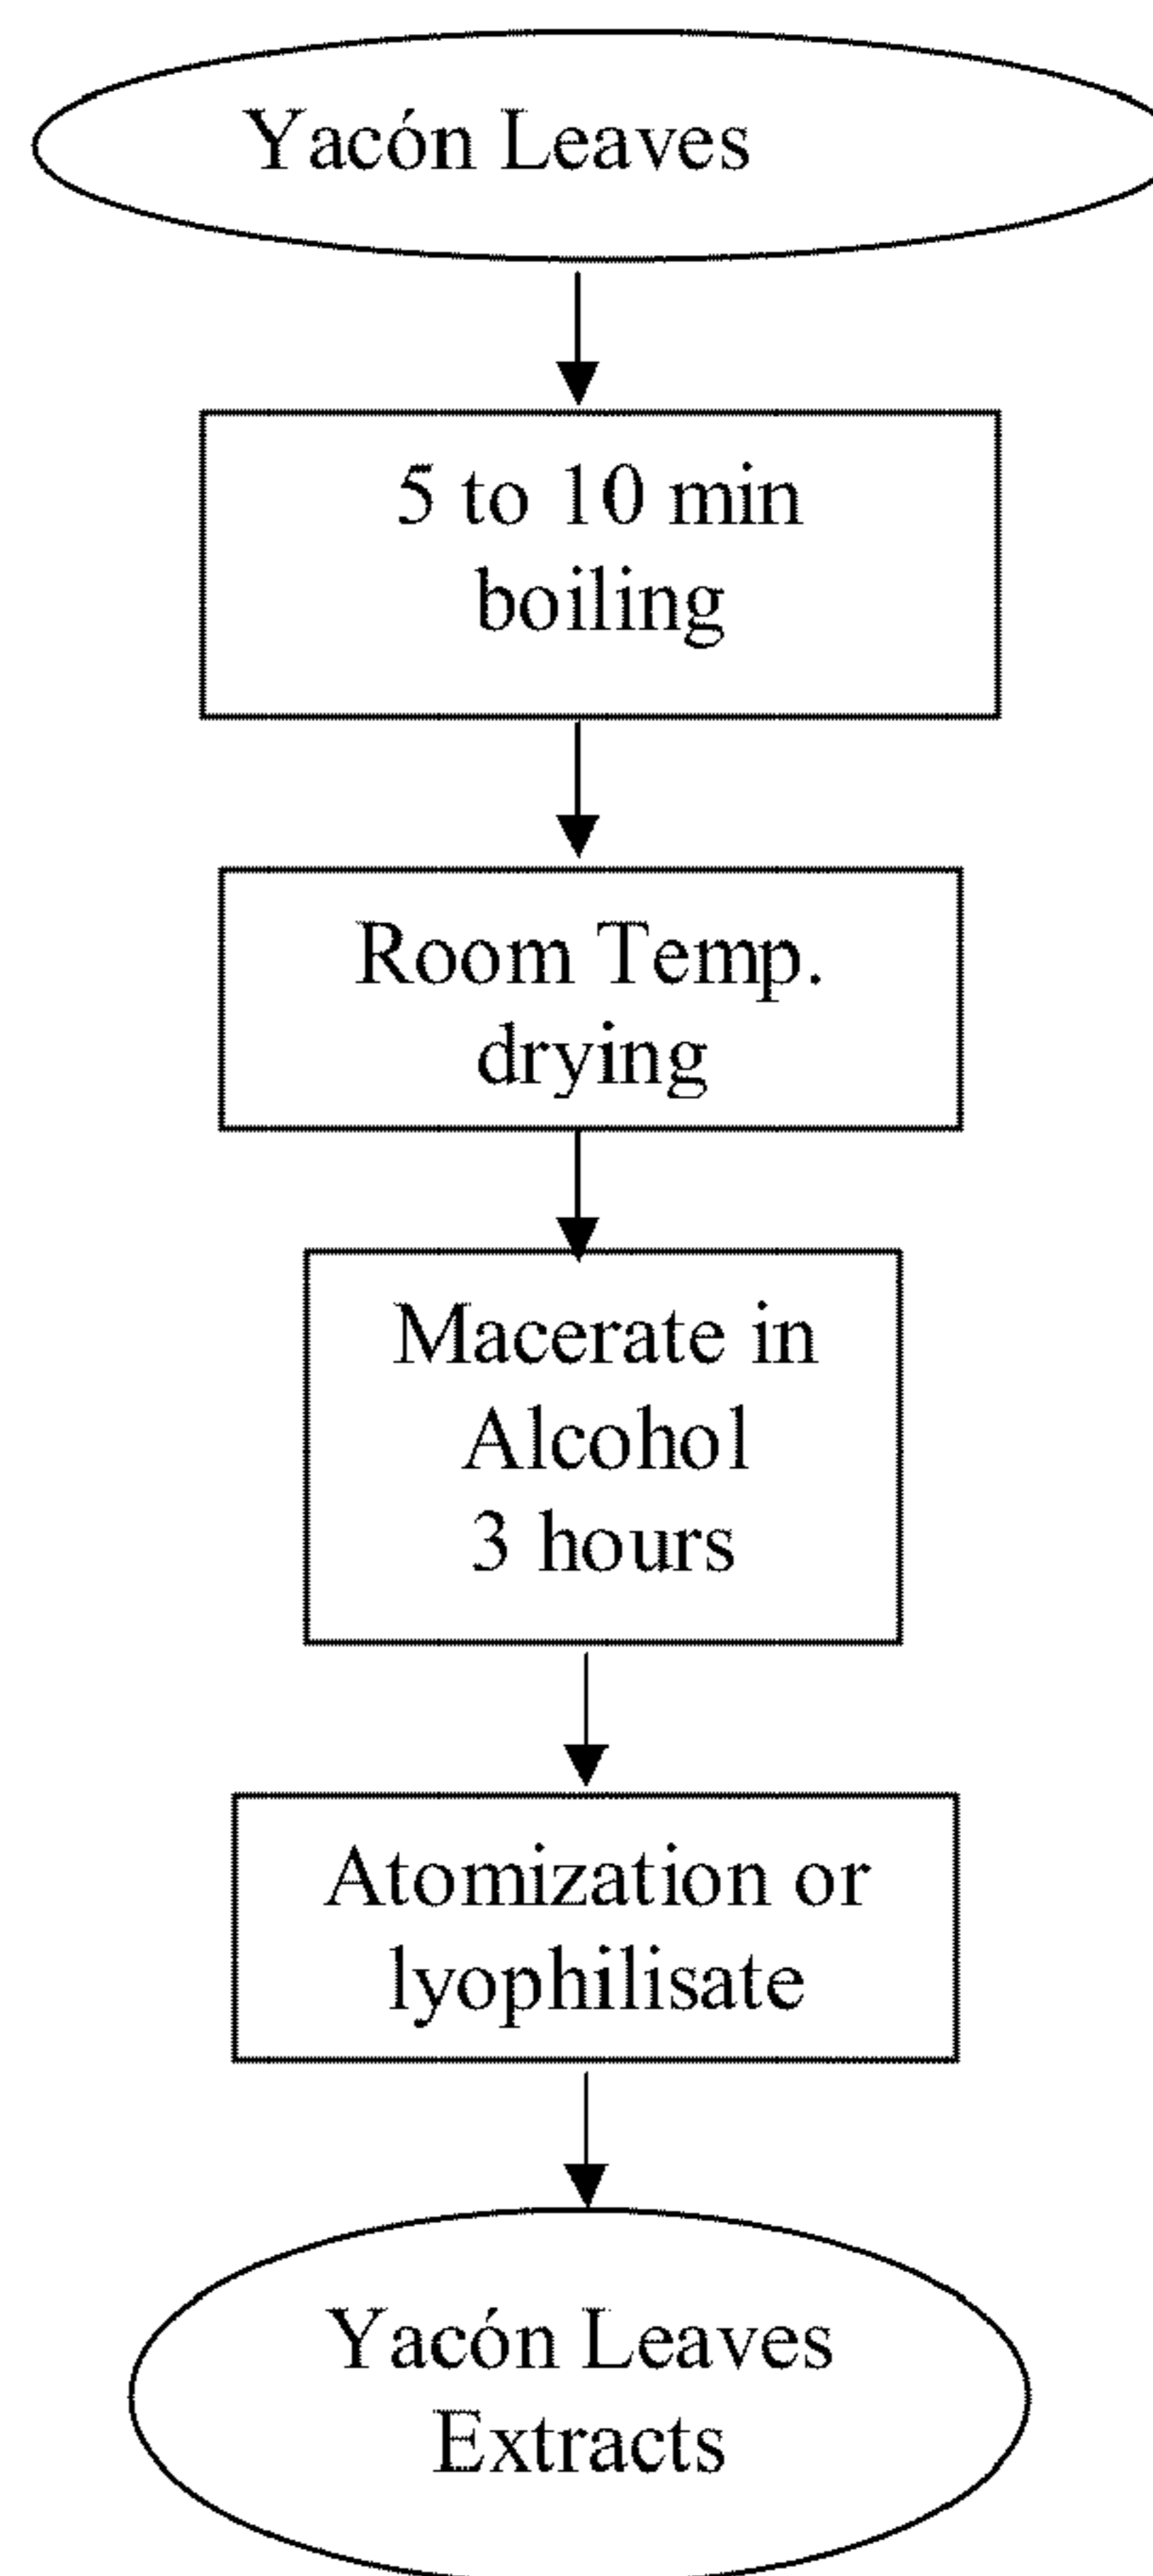 Yacón Leaves
5 to 10 min
boiling
Room Temp.
drying
Macerate in
Alcohol
3 hours
Atomization or
lyophilisate
Yacón Leaves
Extracts